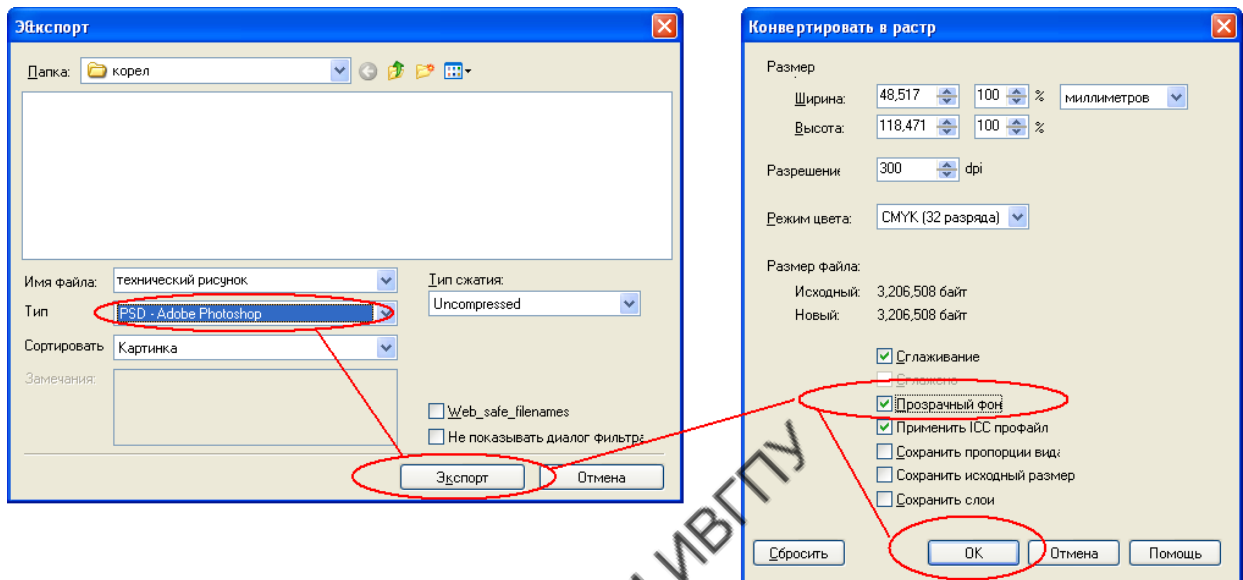 Экспорт
Папка: корел
Имя файла: технический рисунок
Тип PSD - Adobe Photoshop
Сортировать Картинка
Замечания:
Тип сжатия:
Uncompressed
Web_safe_filenames
Не показывать диалог фильтра
Экспорт Отмена
Конвертировать в растр
Размер
Ширина: 48,517 100 % миллиметров
Высота: 118,471 100 %
Разрешение 300 dpi
Режим цвета: CMYK (32 разряда)
Размер файла:
Исходный: 3,206,508 байт
Новый: 3,206,508 байт
Сглаживание
Сглажено
Прозрачный фон
Применить ICC профайл
Сохранить пропорции вида
Сохранить исходный размер
Сохранить слои
Сбросить OK Отмена Помощь
ИВГПУ